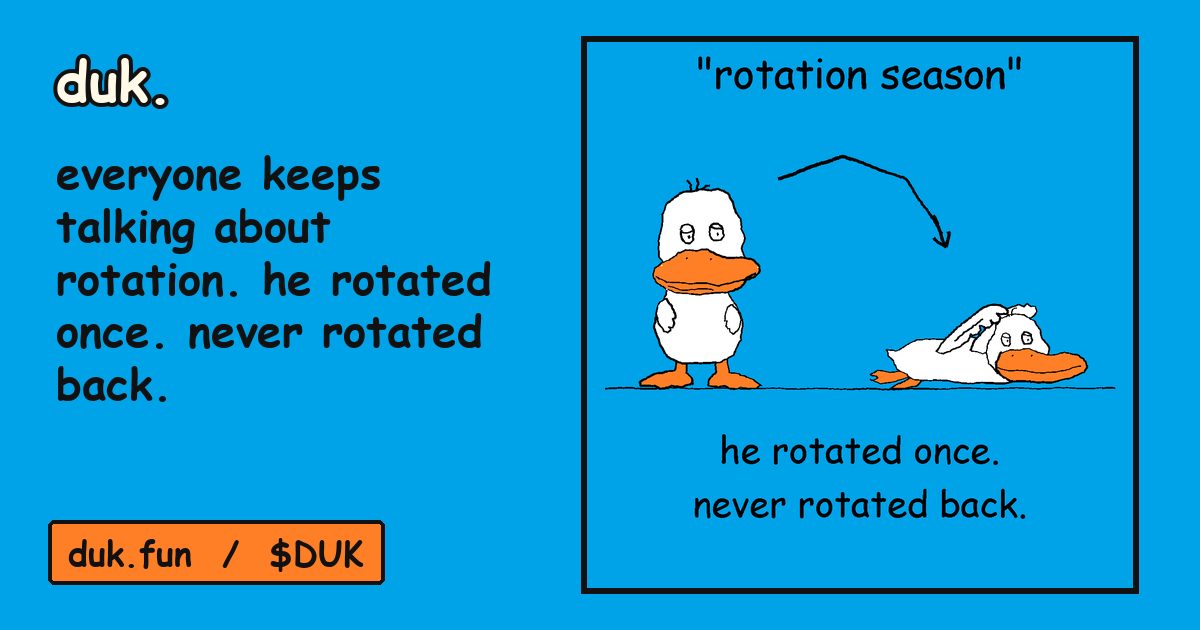 duk.
everyone keeps
talking about
rotation. he rotated
once. never rotated
back.
duk.fun / $DUK
"rotation season"
he rotated once.
never rotated back.